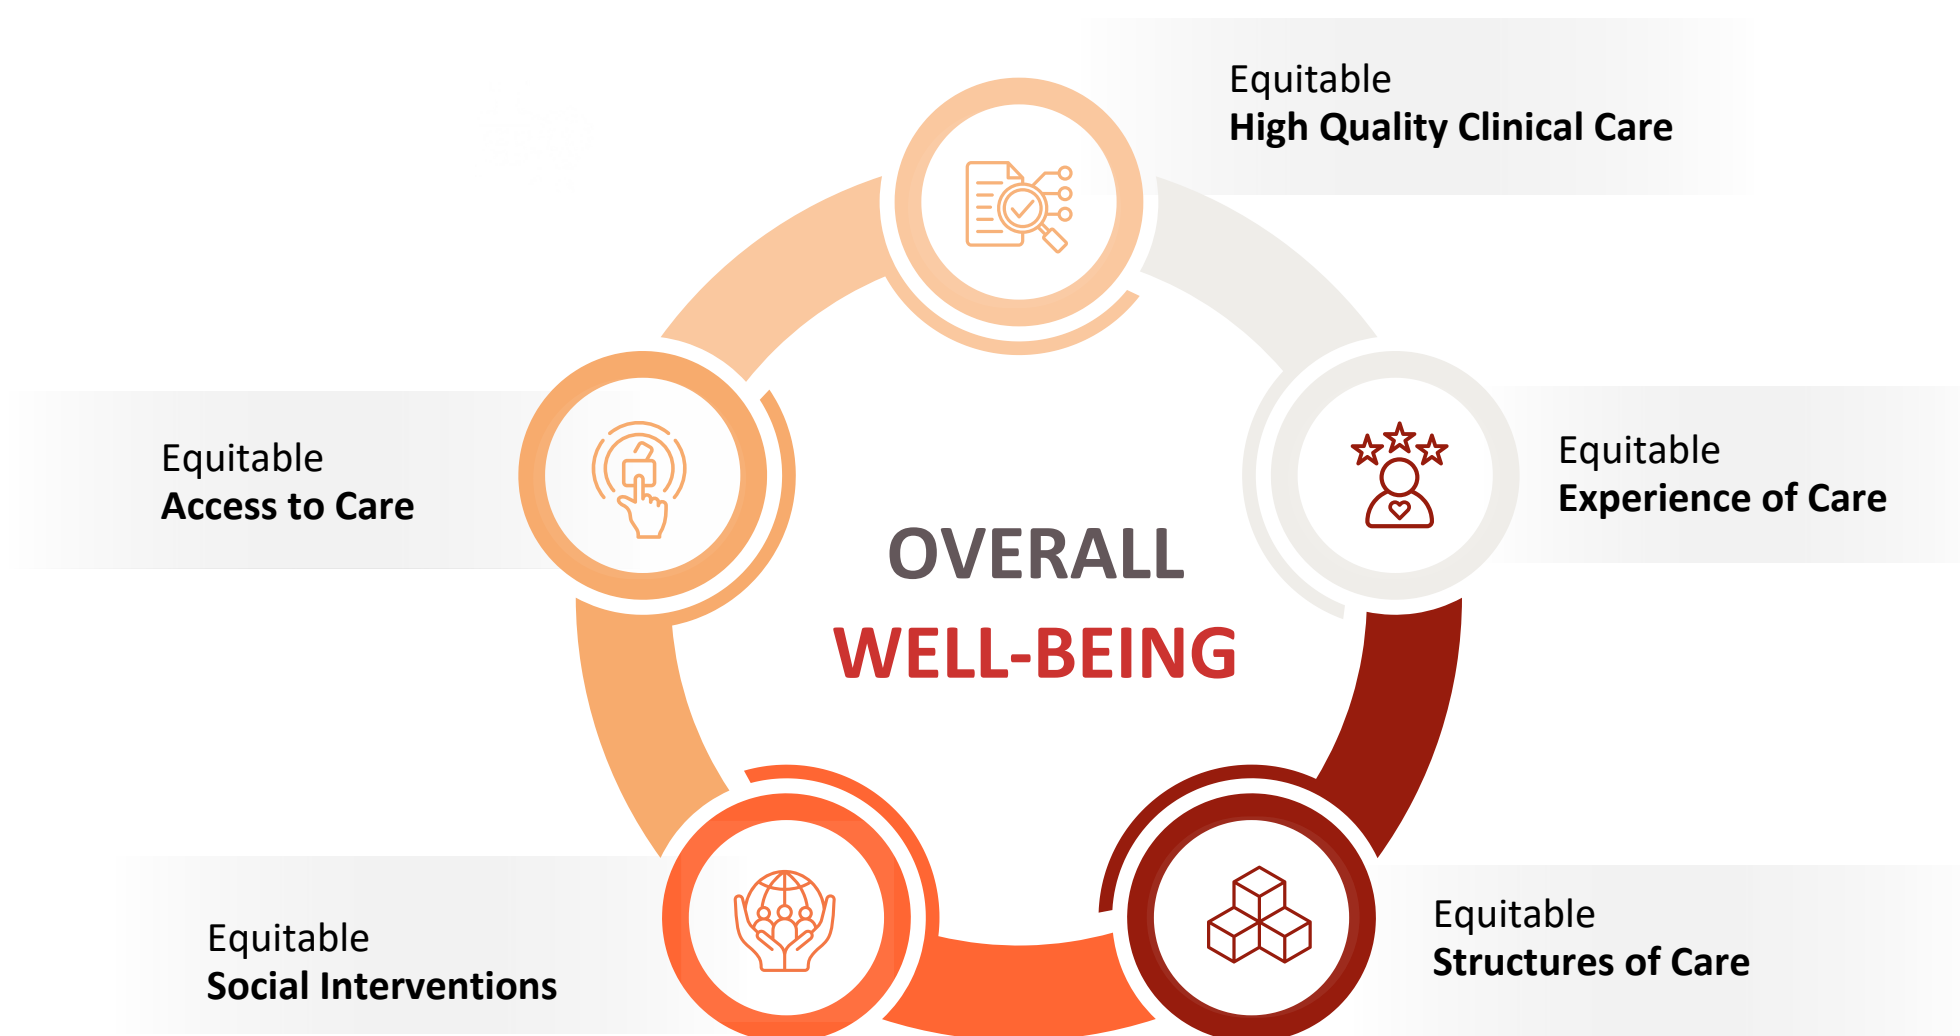 Equitable
High Quality Clinical Care
Equitable
Access to Care
Equitable
Experience of Care
OVERALL
WELL-BEING
Equitable
Social Interventions
Equitable
Structures of Care